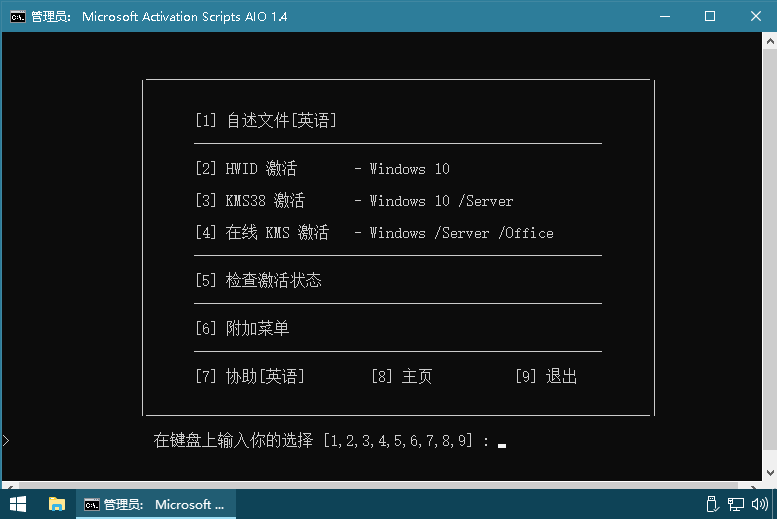 管理员: Microsoft Activation Scripts AIO 1.4
[1] 自述文件[英语]
[2] HWID 激活 - Windows 10
[3] KMS38 激活 - Windows 10 /Server
[4] 在线 KMS 激活 - Windows /Server /Office
[5] 检查激活状态
[6] 附加菜单
[7] 协助[英语] [8] 主页 [9] 退出
在键盘上输入你的选择 [1,2,3,4,5,6,7,8,9] :
管理员: Microsoft ...